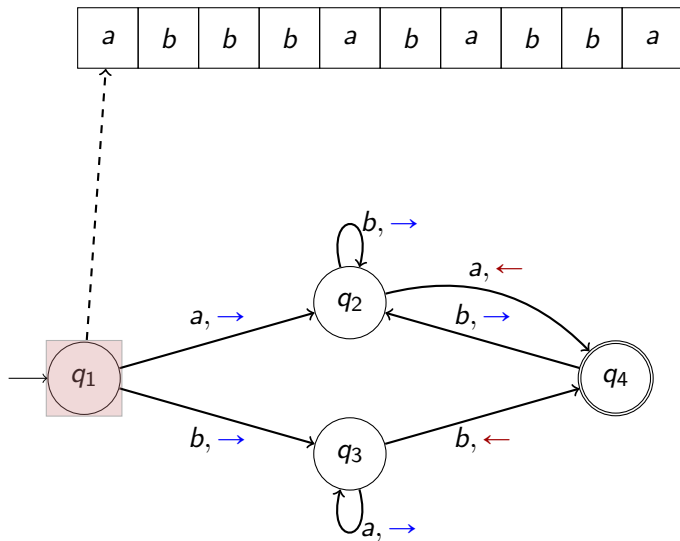 a b b b a b a b b a
b, →
a, ←
q2
a, →
b, →
q1
q4
b, →
b, ←
q3
a, →